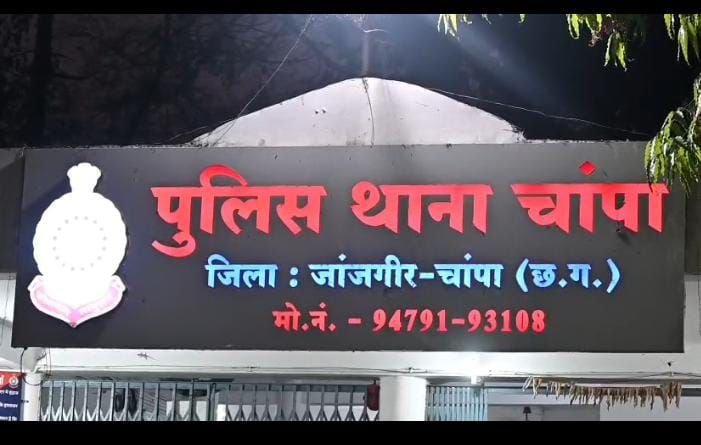 पुलिस थाना चांपा
जिला : जांजगीर-चांपा (छ.ग.)
मो.नं. - 94791-93108